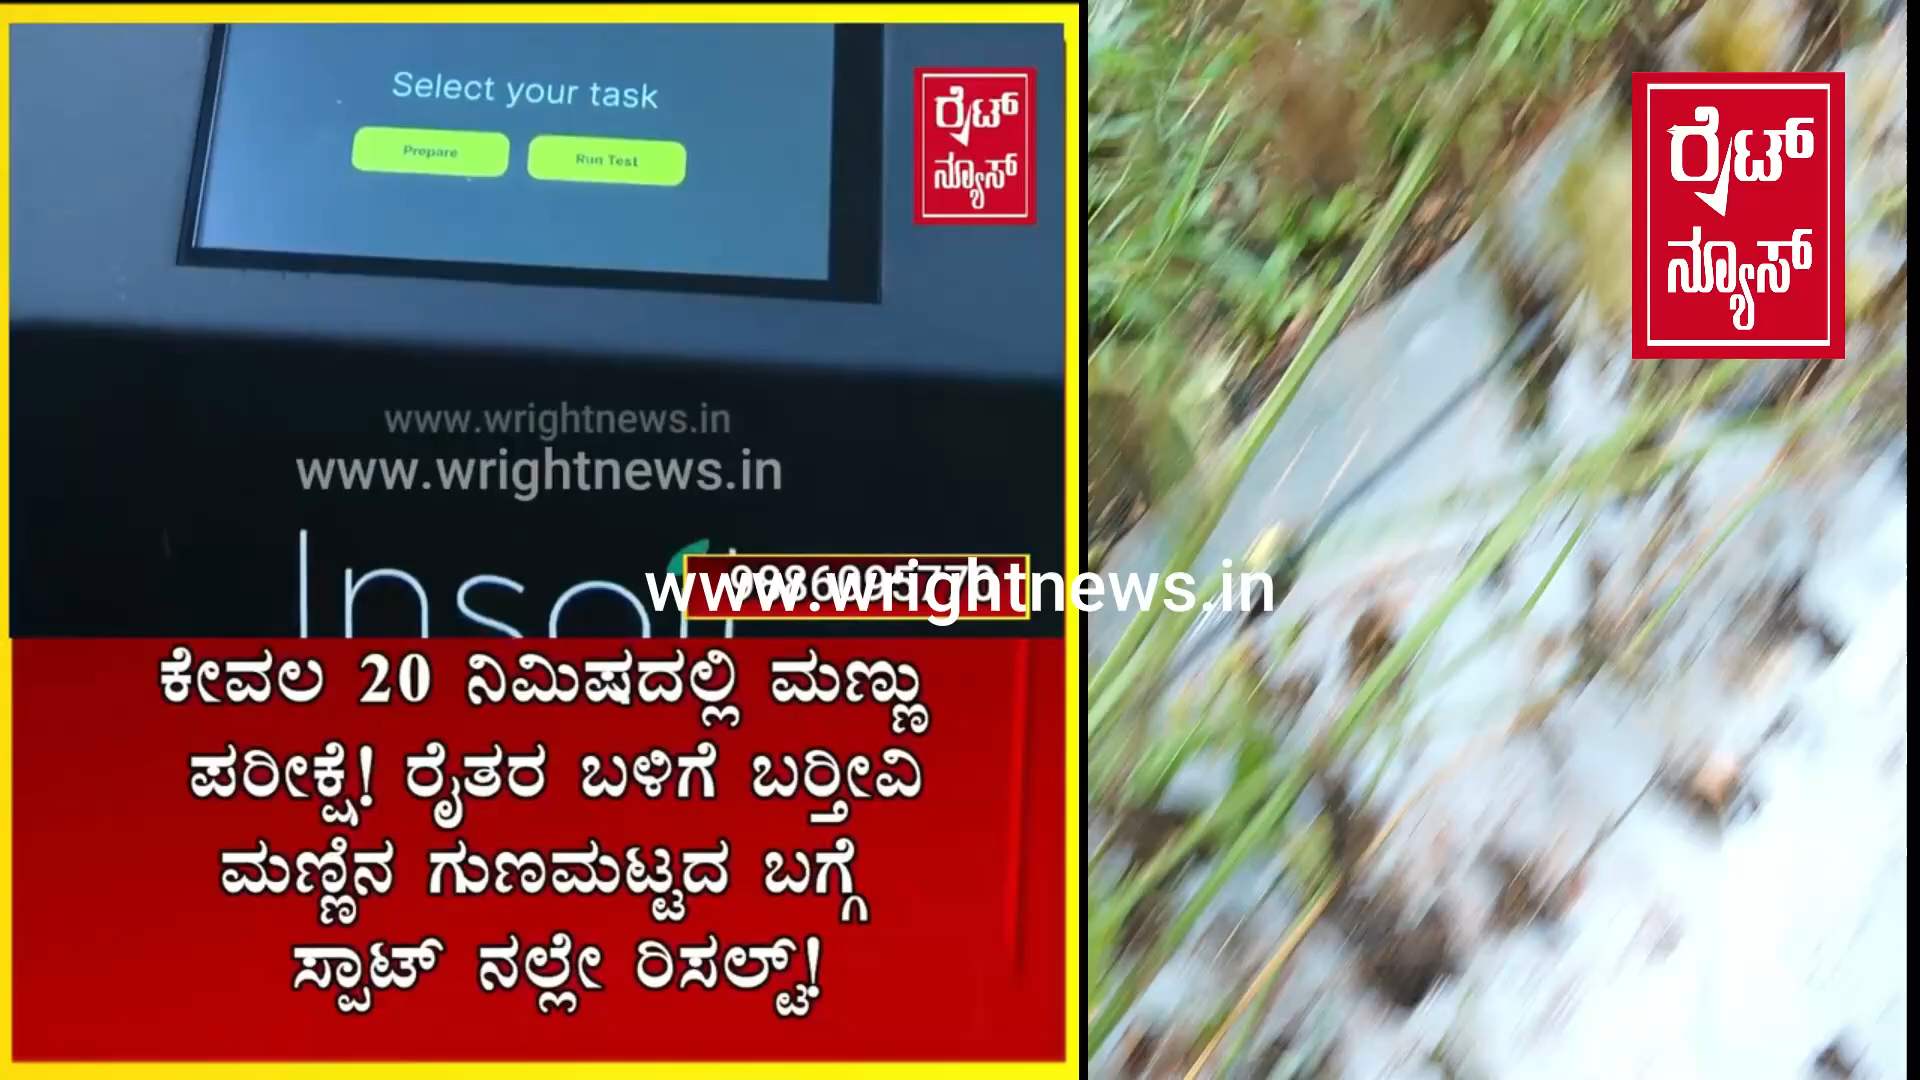 Select your task
Prepare
Run Test
ರೈಟ್
ನ್ಯೂಸ್
ರೈಟ್
ನ್ಯೂಸ್
www.wrightnews.in
www.wrightnews.in
www.wrightnews.in
ಕೇವಲ 20 ನಿಮಿಷದಲ್ಲಿ ಮಣ್ಣು
ಪರೀಕ್ಷೆ! ರೈತರ ಬಳಿಗೆ ಬರ‍್ತೀವಿ
ಮಣ್ಣಿನ ಗುಣಮಟ್ಟದ ಬಗ್ಗೆ
ಸ್ಪಾಟ್ ನಲ್ಲೇ ರಿಸಲ್ಟ್!